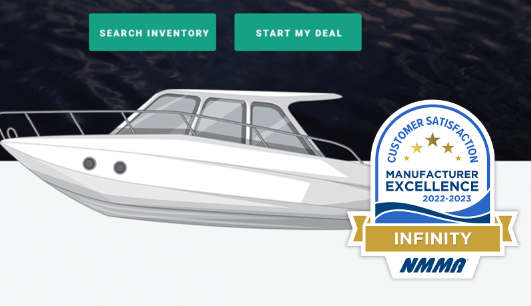 SEARCH INVENTORY
START MY DEAL
CUSTOMER SATISFACTION
MANUFACTURER
EXCELLENCE
2022-2023
INFINITY
NMMA